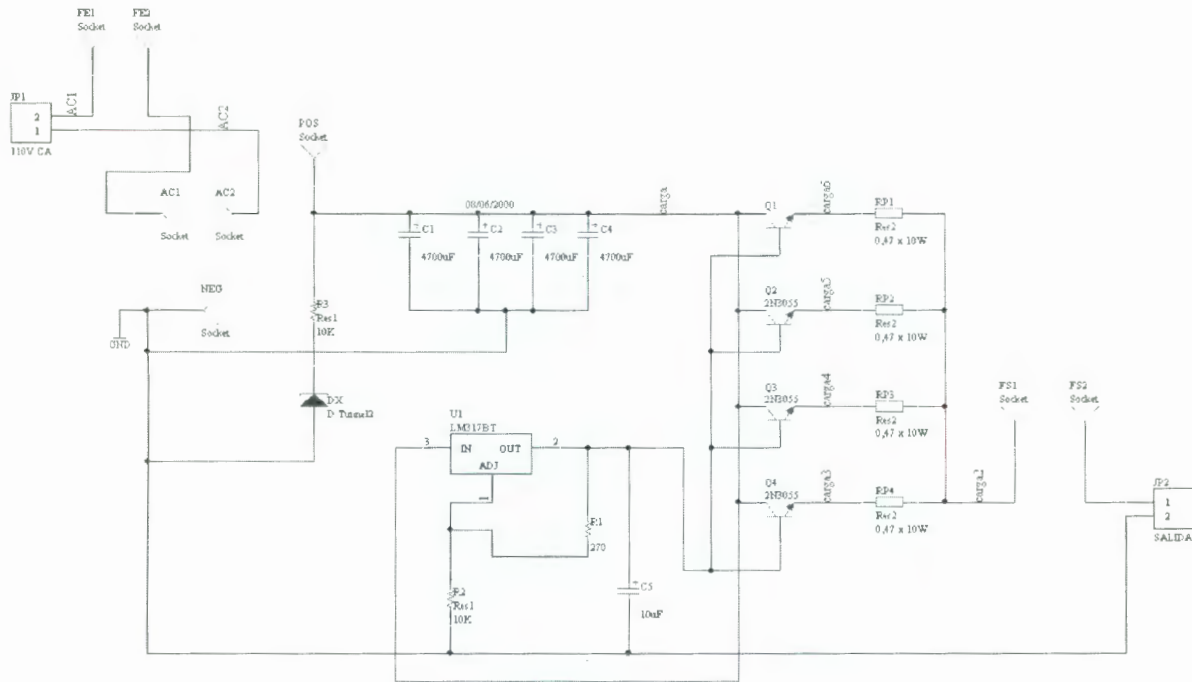 FE1
Socket
FE2
Socket
JP1
2
1
110V CA
AC1
AC2
POS
Socket
AC1
Socket
AC2
Socket
08/06/2000
carga
C1
4700uF
C2
4700uF
C3
4700uF
C4
4700uF
Q1
carga6
RP1
Res2
0,47 x 10W
NEG
Socket
GND
R3
Res1
10K
Q2
2N3055
carga5
RP2
Res2
0,47 x 10W
DX
D Tunnel2
Q3
2N3055
carga4
RP3
Res2
0,47 x 10W
FS1
Socket
FS2
Socket
U1
LM317BT
3
IN
OUT
2
ADJ
1
Q4
2N3055
carga3
RP4
Res2
0,47 x 10W
carga2
JP2
1
2
SALIDA
R1
270
R2
Res1
10K
C5
10uF